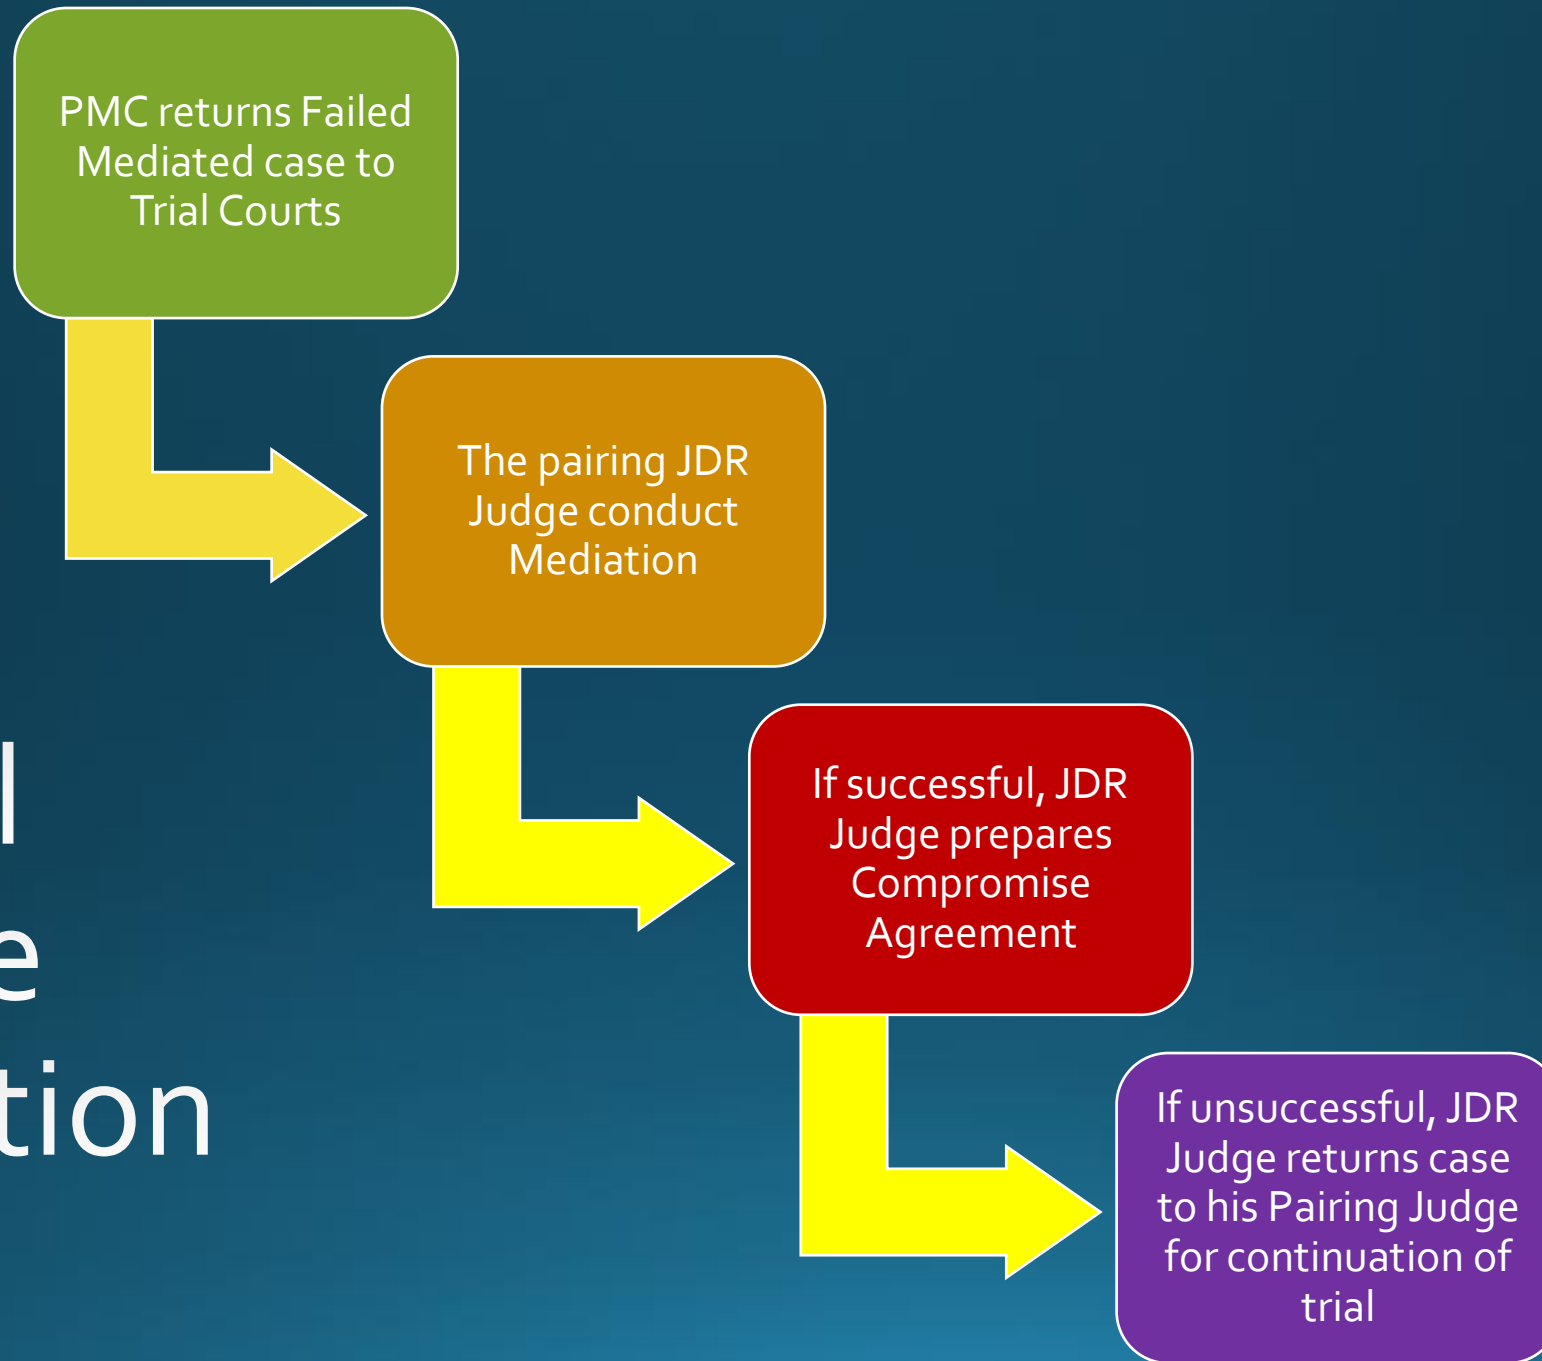 PMC returns Failed
Mediated case to
Trial Courts
The pairing JDR
Judge conduct
Mediation
If successful, JDR
Judge prepares
Compromise
Agreement
If unsuccessful, JDR
Judge returns case
to his Pairing Judge
for continuation of
trial
l
e
tion